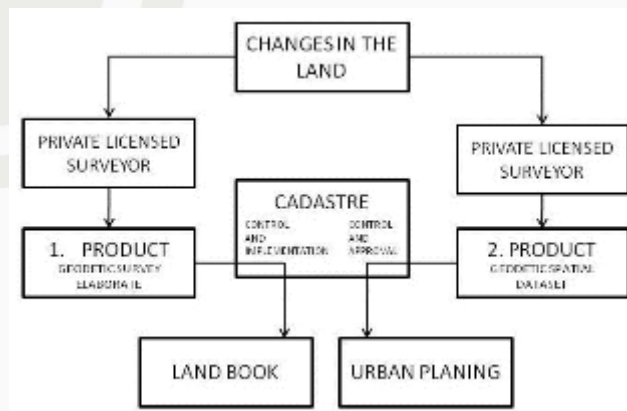 CHANGES IN THE
LAND
PRIVATE LICENSED
SURVEYOR
PRIVATE LICENSED
SURVEYOR
CADASTRE
CONTROL
AND
IMPLEMENTATION
CONTROL
AND
APPROVAL
1. PRODUCT
GEODETIC SURVEY
ELABORATE
2. PRODUCT
GEODETIC SPATIAL
DATASET
LAND BOOK
URBAN PLANING